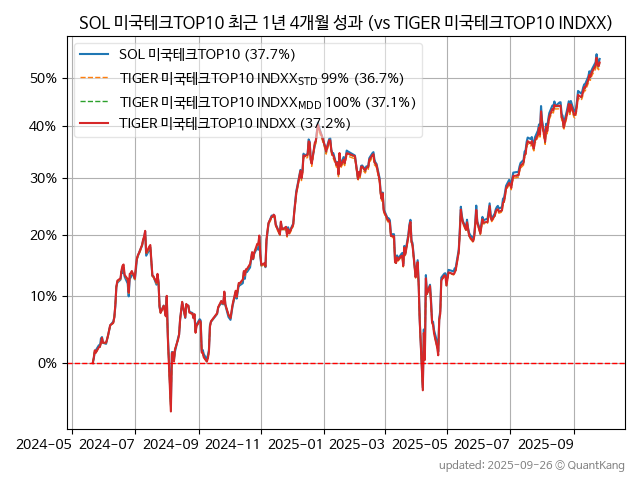 SOL 미국테크TOP10 최근 1년 4개월 성과 (vs TIGER 미국테크TOP10 INDXX)
SOL 미국테크TOP10 (37.7%)
TIGER 미국테크TOP10 INDXX_STD 99% (36.7%)
TIGER 미국테크TOP10 INDXX_MDD 100% (37.1%)
TIGER 미국테크TOP10 INDXX (37.2%)
50%
40%
30%
20%
10%
0%
2024-05 2024-07 2024-09 2024-11 2025-01 2025-03 2025-05 2025-07 2025-09
updated: 2025-09-26 © QuantKang